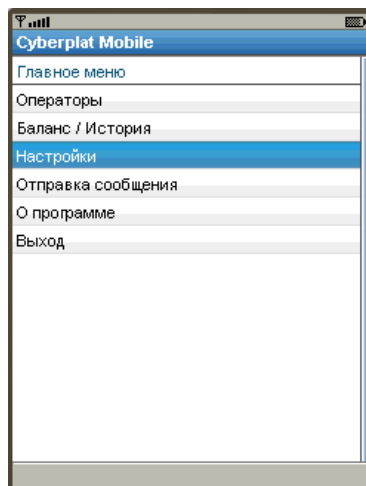 Cyberplat Mobile
Главное меню
Операторы
Баланс / История
Настройки
Отправка сообщения
О программе
Выход